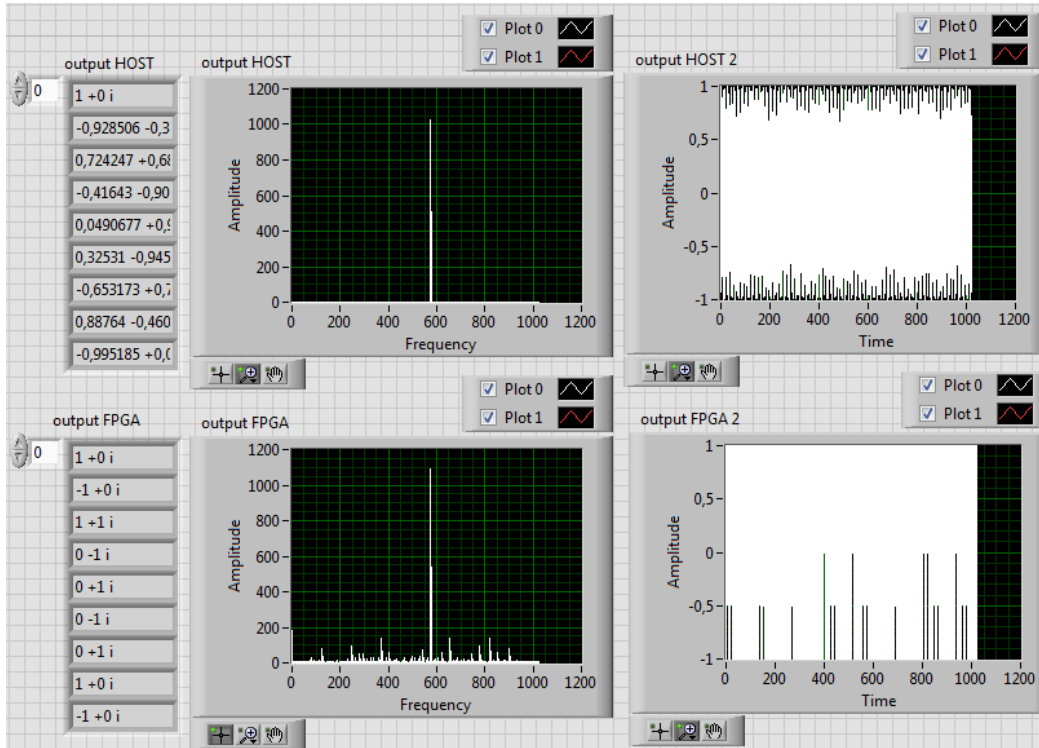 Plot 0
Plot 1
output HOST
0
1 +0 i
-0,928506 -0,3
0,724247 +0,68
-0,41643 -0,90
0,0490677 +0,9
0,32531 -0,945
-0,653173 +0,7
0,88764 -0,460
-0,995185 +0,0
output HOST
Amplitude
1200
1000
800
600
400
200
0
0 200 400 600 800 1000 1200
Frequency
Plot 0
Plot 1
output HOST 2
Amplitude
1
0,5
0
-0,5
-1
0 200 400 600 800 1000 1200
Time
output FPGA
0
1 +0 i
-1 +0 i
1 +1 i
0 -1 i
0 +1 i
0 -1 i
0 +1 i
1 +0 i
-1 +0 i
Plot 0
Plot 1
output FPGA
Amplitude
1200
1000
800
600
400
200
0
0 200 400 600 800 1000 1200
Frequency
Plot 0
Plot 1
output FPGA 2
Amplitude
1
0,5
0
-0,5
-1
0 200 400 600 800 1000 1200
Time